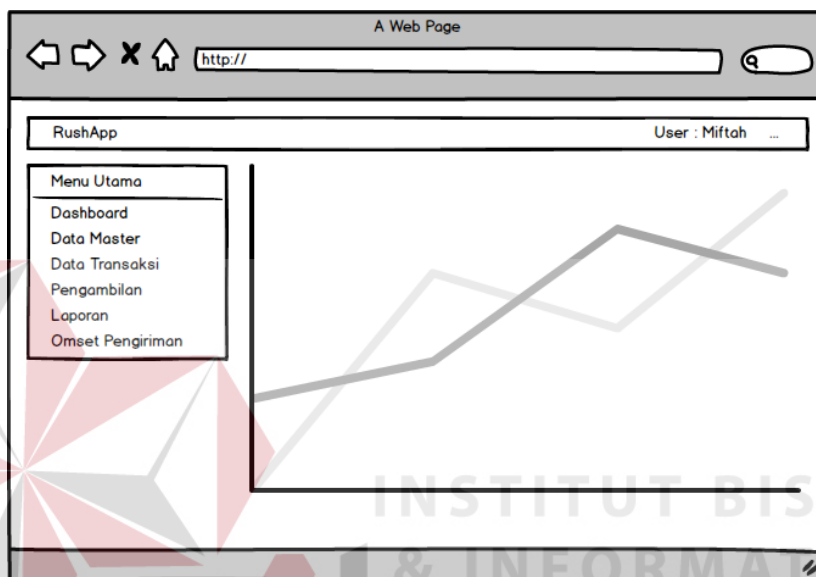 A Web Page
http://
RushApp
User : Miftah ...
Menu Utama
Dashboard
Data Master
Data Transaksi
Pengambilan
Laporan
Omset Pengiriman
INSTITUT BIS
& INFORMAT